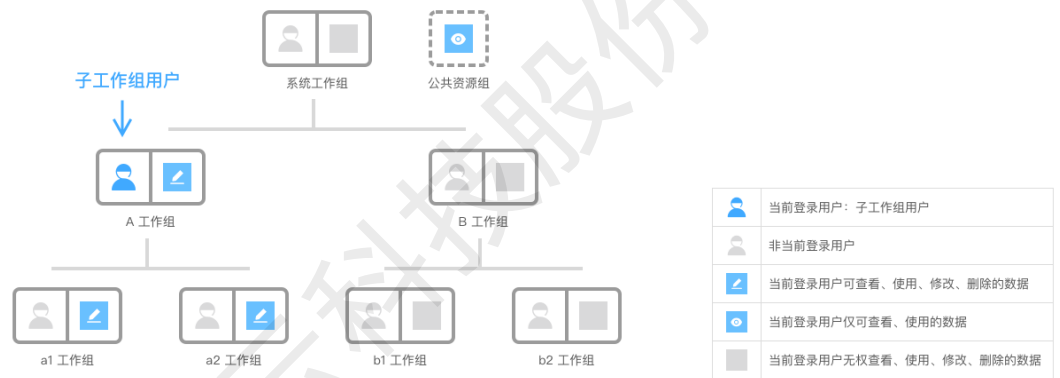 系统工作组
公共资源组
子工作组用户
A 工作组
B 工作组
a1 工作组
a2 工作组
b1 工作组
b2 工作组
当前登录用户：子工作组用户
非当前登录用户
当前登录用户可查看、使用、修改、删除的数据
当前登录用户仅可查看、使用的数据
当前登录用户无权查看、使用、修改、删除的数据
云科技股份